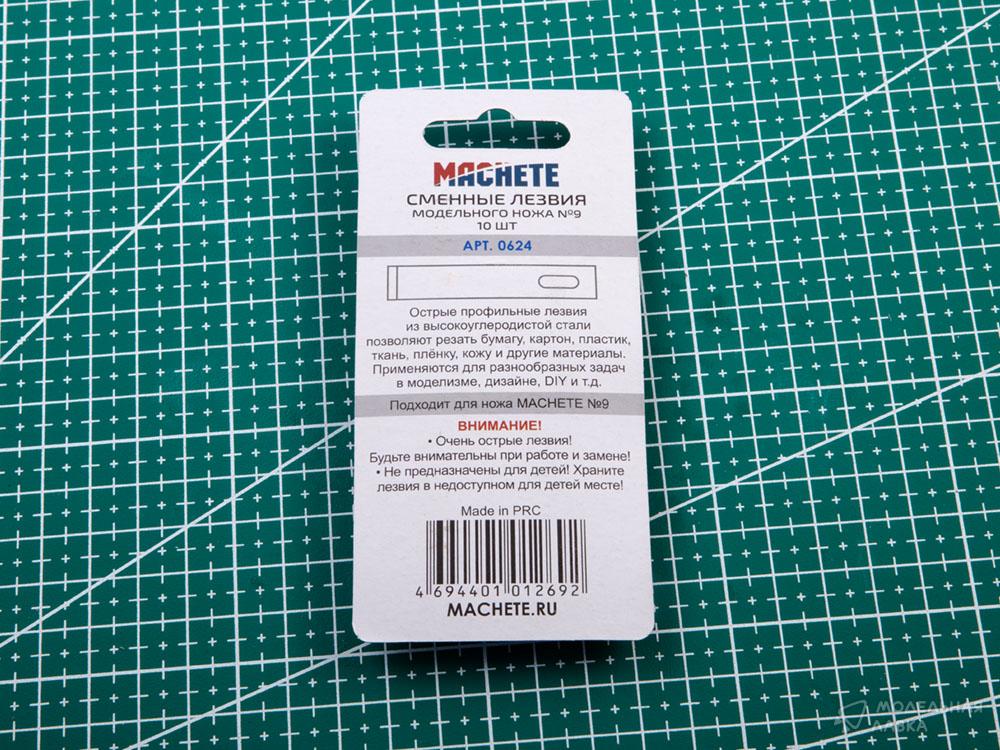 MACHETE
СМЕННЫЕ ЛЕЗВИЯ
МОДЕЛЬНОГО НОЖА №9
10 ШТ
АРТ. 0624
Острые профильные лезвия
из высокоуглеродистой стали
позволяют резать бумагу, картон, пластик,
ткань, плёнку, кожу и другие материалы.
Применяются для разнообразных задач
в моделизме, дизайне, DIY и т.д.
Подходит для ножа MACHETE №9
ВНИМАНИЕ!
• Очень острые лезвия!
Будьте внимательны при работе и замене!
• Не предназначены для детей! Храните
лезвия в недоступном для детей месте!
Made in PRC
4 694401 012692
MACHETE.RU
МОДЕЛЬНАЯ
ЛАВКА